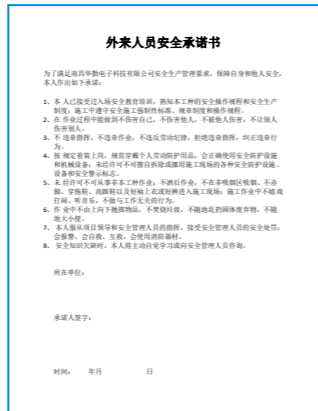 外来人员安全承诺书
为了满足南昌华勤电子科技有限公司安全生产管理要求，保障自身和他人安全，
本人作出如下承诺：
1、本 人已接受过入场安全教育培训，熟知本工种的安全操作规程和安全生产
制度；施工中遵守安全施工强制性标准、规章制度和操作规程。
2、在 作业过程中能做到不伤害自己，不伤害他人，不被他人伤害，不让别人
伤害别人。
3、不 违章指挥，不违章作业，不违反劳动纪律，拒绝违章指挥，纠正违章行
为。
4、按 规定着装上岗，规范穿戴个人劳动防护用品，会正确使用安全防护设施
和机械设备；未经许可不可擅自拆除或挪用施工现场的各种安全防护设施、
设备和安全警示标志。
5、未 经许可不可从事非本工种作业；不酒后作业，不在非吸烟区吸烟、不赤
脚、穿拖鞋、高跟鞋以及短袖上衣或短裤进入施工现场；施工作业中不嬉戏
打闹、听音乐，不做与工作无关的行为。
6、作 业中不由上向下抛掷物品，不焚烧垃圾，不随地乱扔固体废弃物，不随
地大小便。
7、 本人服从项目领导和安全管理人员的指挥，接受安全管理人员的安全处罚；
会报警、会自救、互救，会使用消防器材。
8、 安全知识欠缺时，本人将主动自觉学习或向安全管理人员咨询。
所在单位：
承诺人签字：
时间： 年月 日